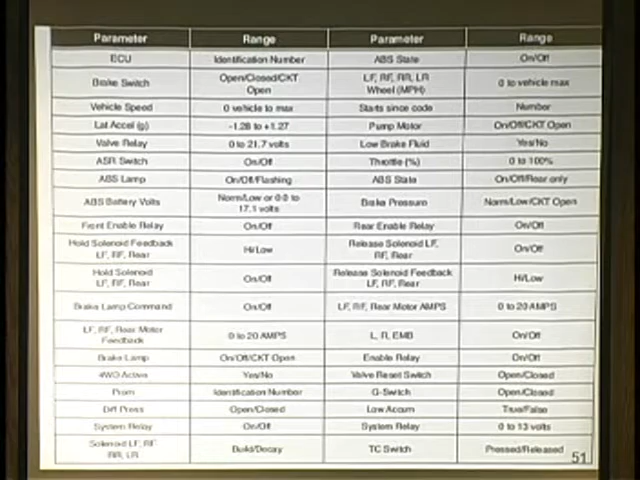 Parameter Range Parameter Range
ECU Identification Number ABS State On/Off
Brake Switch Open/Closed/CKT Open LF, RF, RR, LR Wheel (MPH) 0 to vehicle max
Vehicle Speed 0 vehicle to max Starts since code Number
Lat Accel (g) -1.28 to +1.27 Pump Motor On/Off/CKT Open
Valve Relay 0 to 21.7 volts Low Brake Fluid Yes/No
ASR Switch On/Off Throttle (%) 0 to 100%
ABS Lamp On/Off/Flashing ABS State On/Off/Rear only
ABS Battery Volts Norm/Low or 0.0 to 17.1 volts Brake Pressure Norm/Low/CKT Open
Front Enable Relay On/Off Rear Enable Relay On/Off
Hold Solenoid Feedback LF, RF, Rear Hi/Low Release Solenoid LF, RF, Rear On/Off
Hold Solenoid LF, RF, Rear On/Off Release Solenoid Feedback LF, RF, Rear Hi/Low
Brake Lamp Command On/Off LF, RF, Rear Motor AMPS 0 to 20 AMPS
LF, RF, Rear Motor Feedback 0 to 20 AMPS L, R, EMB On/Off
Brake Lamp On/Off/CKT Open Enable Relay On/Off
4WD Active Yes/No Valve Reset Switch Open/Closed
Prom Identification Number G-Switch Open/Closed
Diff Press Open/Closed Low Accum True/False
System Relay On/Off System Relay 0 to 13 volts
Solenoid LF, RF, RR, LR Build/Decay TC Switch Pressed/Released
51